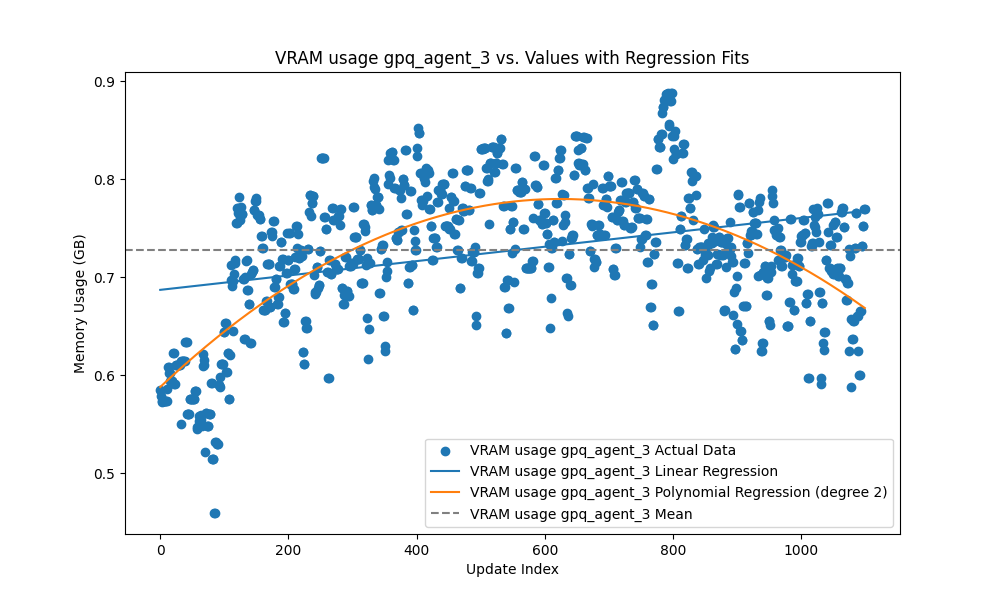 VRAM usage gpq_agent_3 vs. Values with Regression Fits
0.9
0.8
0.7
0.6
0.5
Memory Usage (GB)
VRAM usage gpq_agent_3 Actual Data
VRAM usage gpq_agent_3 Linear Regression
VRAM usage gpq_agent_3 Polynomial Regression (degree 2)
VRAM usage gpq_agent_3 Mean
0 200 400 600 800 1000
Update Index